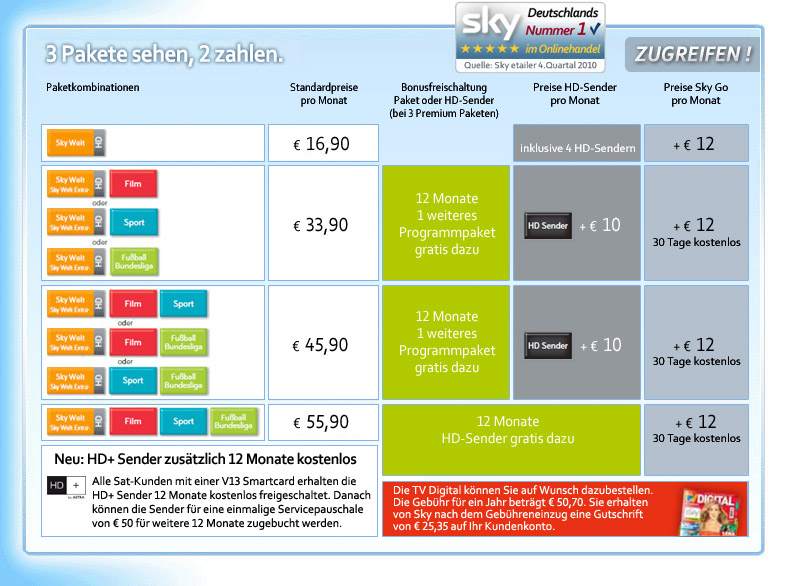 sky
Deutschlands
Nummer 1
im Onlinehandel
Quelle: Sky etailer 4.Quartal 2010
3 Pakete sehen, 2 zahlen.
ZUGREIFEN !
Paketkombinationen
Standardpreise
pro Monat
Bonusfreischaltung
Paket oder HD-Sender
(bei 3 Premium Paketen)
Preise HD-Sender
pro Monat
Preise Sky Go
pro Monat
Sky Welt HD
€ 16,90
inklusive 4 HD-Sendern
+ € 12
Sky Welt
Sky Welt Extra HD
Film
oder
Sky Welt
Sky Welt Extra HD
Sport
oder
Sky Welt
Sky Welt Extra HD
Fußball
Bundesliga
€ 33,90
12 Monate
1 weiteres
Programmpaket
gratis dazu
HD Sender + € 10
+ € 12
30 Tage kostenlos
Sky Welt
Sky Welt Extra HD
Film Sport
oder
Sky Welt
Sky Welt Extra HD
Film Fußball
Bundesliga
oder
Sky Welt
Sky Welt Extra HD
Sport Fußball
Bundesliga
€ 45,90
12 Monate
1 weiteres
Programmpaket
gratis dazu
HD Sender + € 10
+ € 12
30 Tage kostenlos
Sky Welt
Sky Welt Extra HD
Film Sport Fußball
Bundesliga
€ 55,90
12 Monate
HD-Sender gratis dazu
+ € 12
30 Tage kostenlos
Neu: HD+ Sender zusätzlich 12 Monate kostenlos
HD +
by ASTRA
Alle Sat-Kunden mit einer V13 Smartcard erhalten die
HD+ Sender 12 Monate kostenlos freigeschaltet. Danach
können die Sender für eine einmalige Servicepauschale
von € 50 für weitere 12 Monate zugebucht werden.
Die TV Digital können Sie auf Wunsch dazubestellen.
Die Gebühr für ein Jahr beträgt € 50,70. Sie erhalten
von Sky nach dem Gebühreneinzug eine Gutschrift
von € 25,35 auf Ihr Kundenkonto.
DIGITAL
sky